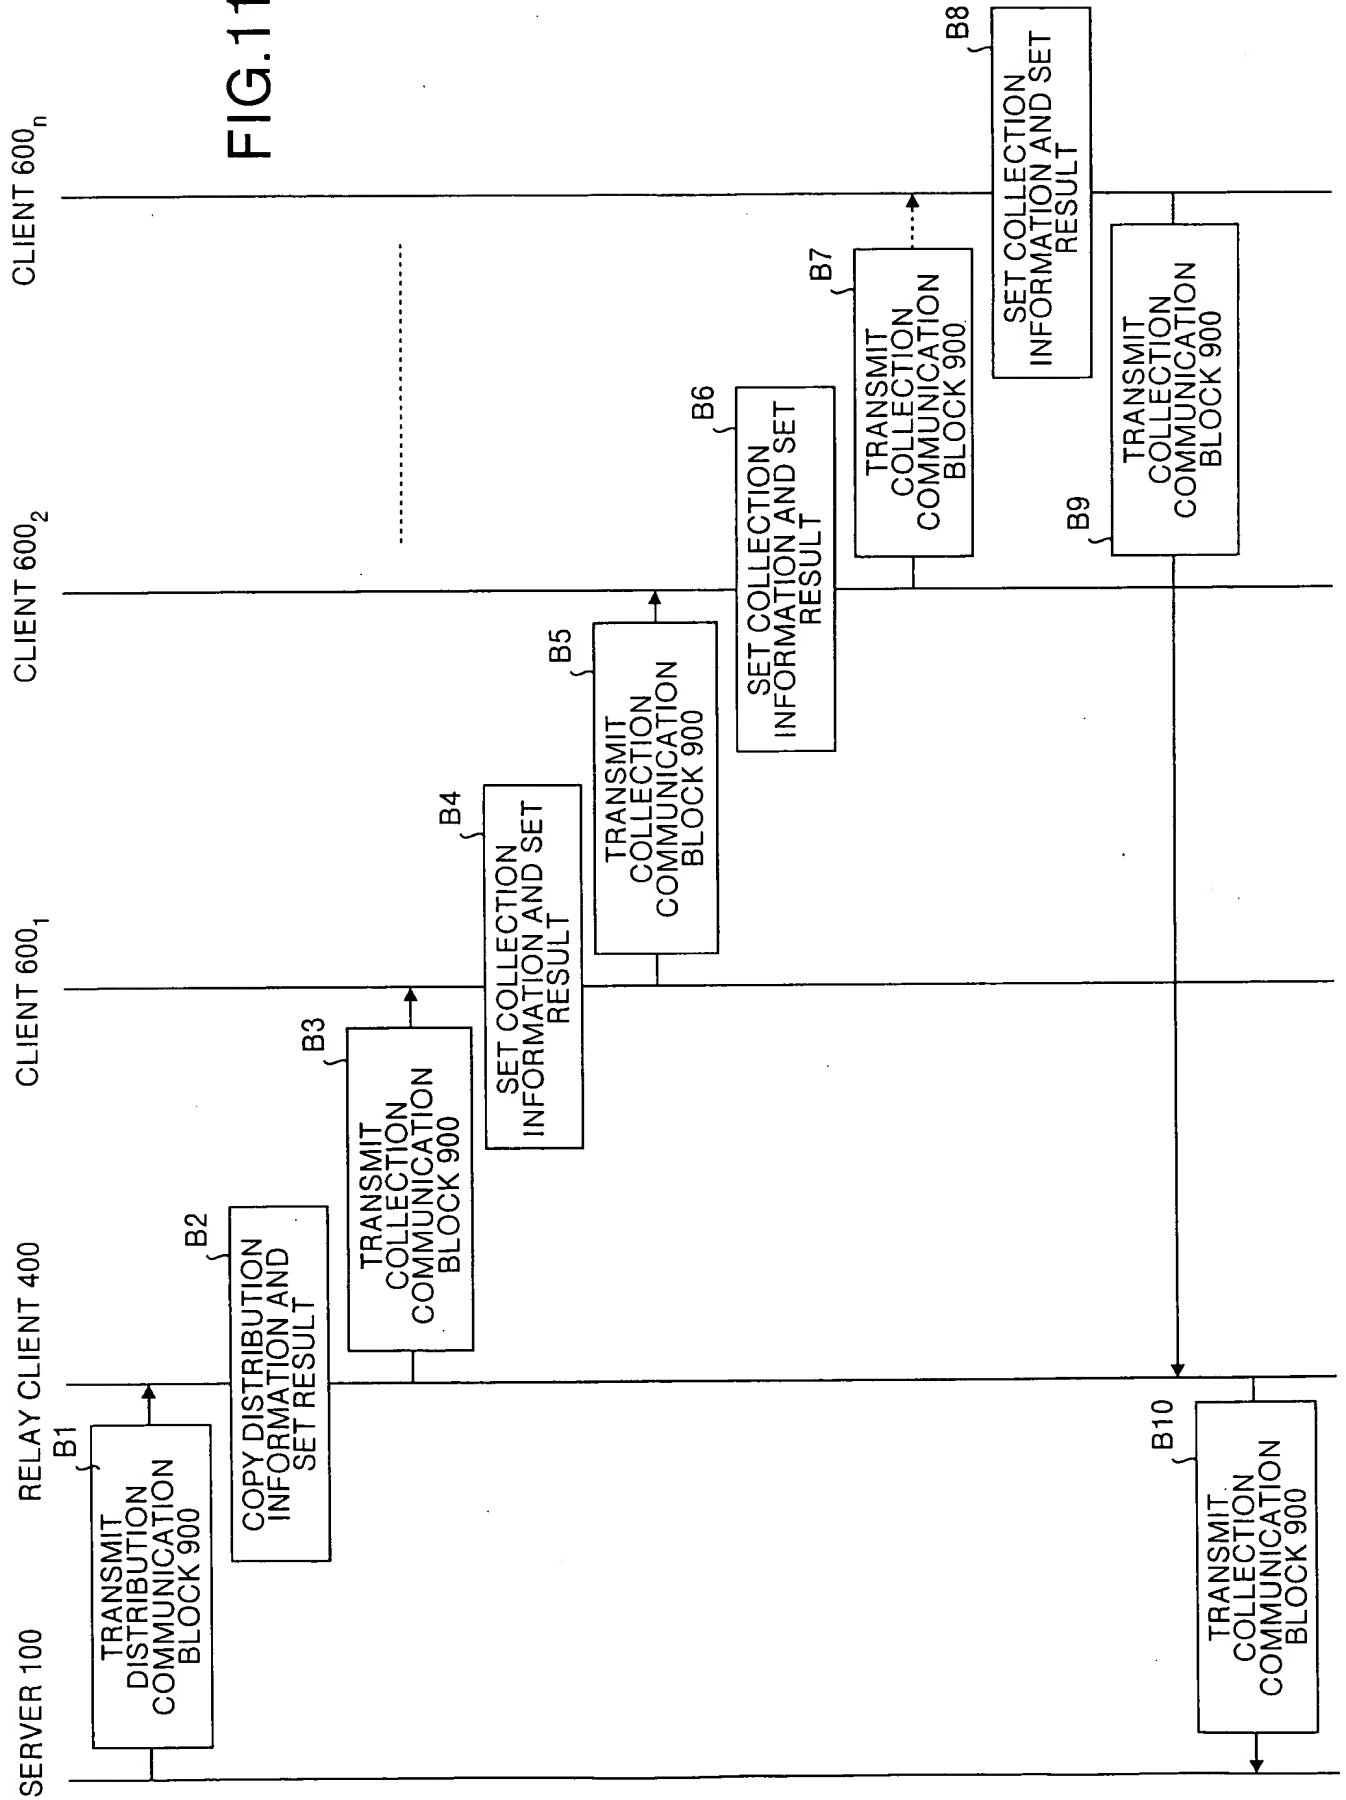 FIG.11
SERVER 100
RELAY CLIENT 400
CLIENT 600₁
CLIENT 600₂
CLIENT 600ₙ
B1
TRANSMIT
DISTRIBUTION
COMMUNICATION
BLOCK 900
B2
COPY DISTRIBUTION
INFORMATION AND
SET RESULT
B3
TRANSMIT
COLLECTION
COMMUNICATION
BLOCK 900
B4
SET COLLECTION
INFORMATION AND SET
RESULT
B5
TRANSMIT
COLLECTION
COMMUNICATION
BLOCK 900
B6
SET COLLECTION
INFORMATION AND SET
RESULT
B7
TRANSMIT
COLLECTION
COMMUNICATION
BLOCK 900
B8
SET COLLECTION
INFORMATION AND SET
RESULT
B9
TRANSMIT
COLLECTION
COMMUNICATION
BLOCK 900
B10
TRANSMIT
COLLECTION
COMMUNICATION
BLOCK 900